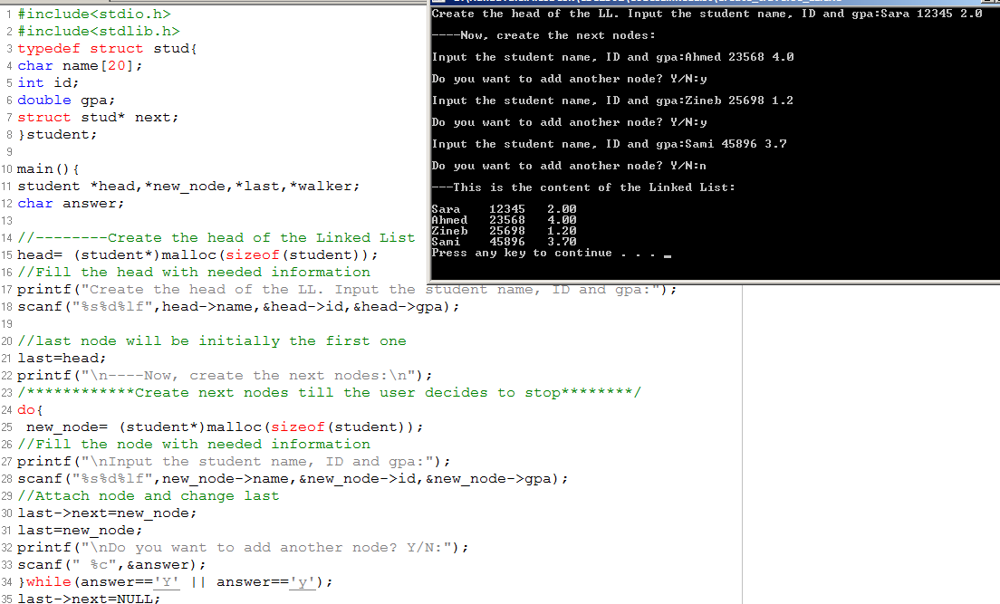 1 #include<stdio.h>
2 #include<stdlib.h>
3 typedef struct stud{
4 char name[20];
5 int id;
6 double gpa;
7 struct stud* next;
8 }student;
9
10 main(){
11 student *head,*new_node,*last,*walker;
12 char answer;
13
14 //--------Create the head of the Linked List
15 head= (student*)malloc(sizeof(student));
16 //Fill the head with needed information
17 printf("Create the head of the LL. Input the student name, ID and gpa:");
18 scanf("%s%d%lf",head->name,&head->id,&head->gpa);
19
20 //last node will be initially the first one
21 last=head;
22 printf("\n----Now, create the next nodes:\n");
23 /************Create next nodes till the user decides to stop********/
24 do{
25 new_node= (student*)malloc(sizeof(student));
26 //Fill the node with needed information
27 printf("\nInput the student name, ID and gpa:");
28 scanf("%s%d%lf",new_node->name,&new_node->id,&new_node->gpa);
29 //Attach node and change last
30 last->next=new_node;
31 last=new_node;
32 printf("\nDo you want to add another node? Y/N:");
33 scanf(" %c",&answer);
34 }while(answer=='Y' || answer=='y');
35 last->next=NULL;
Create the head of the LL. Input the student name, ID and gpa:Sara 12345 2.0
----Now, create the next nodes:
Input the student name, ID and gpa:Ahmed 23568 4.0
Do you want to add another node? Y/N:y
Input the student name, ID and gpa:Zineb 25698 1.2
Do you want to add another node? Y/N:y
Input the student name, ID and gpa:Sami 45896 3.7
Do you want to add another node? Y/N:n
---This is the content of the Linked List:
Sara 12345 2.00
Ahmed 23568 4.00
Zineb 25698 1.20
Sami 45896 3.70
Press any key to continue . . .